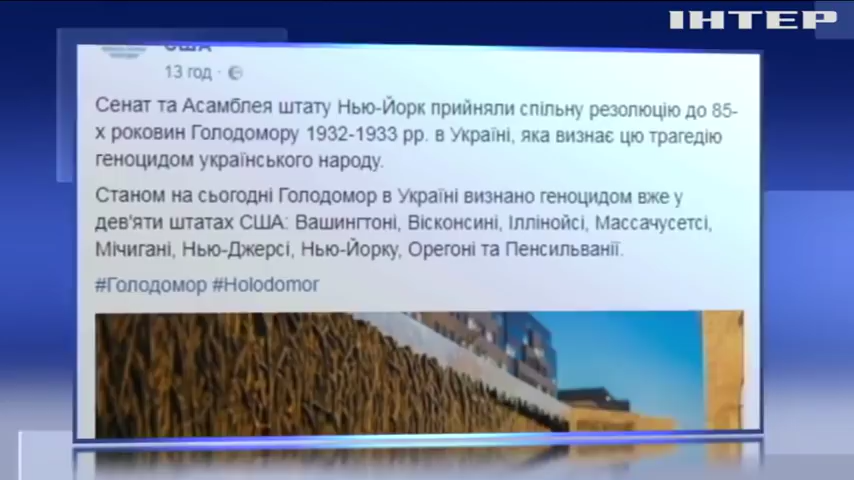 ІНТЕР
США
13 год ·
Сенат та Асамблея штату Нью-Йорк прийняли спільну резолюцію до 85-
х роковин Голодомору 1932-1933 рр. в Україні, яка визнає цю трагедію
геноцидом українського народу.
Станом на сьогодні Голодомор в Україні визнано геноцидом вже у
дев'яти штатах США: Вашингтоні, Вісконсині, Іллінойсі, Массачусетсі,
Мічигані, Нью-Джерсі, Нью-Йорку, Орегоні та Пенсильванії.
#Голодомор #Holodomor